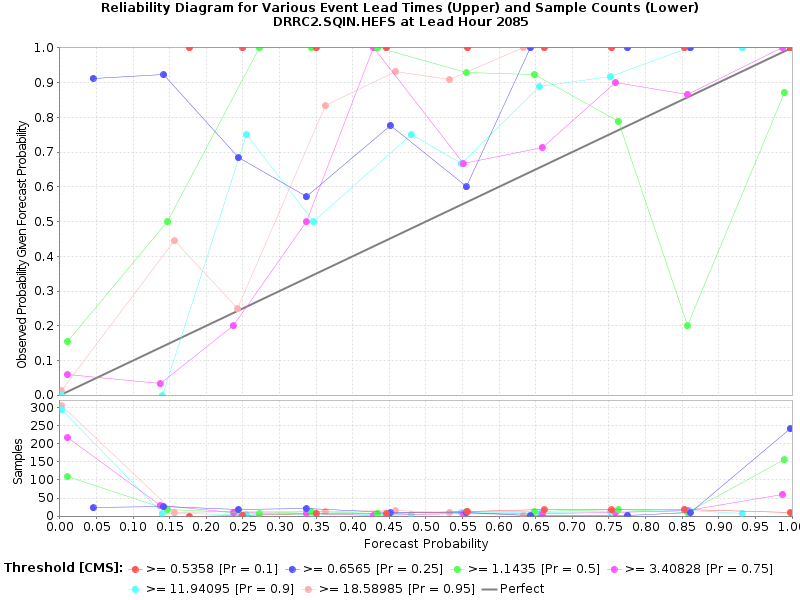 Reliability Diagram for Various Event Lead Times (Upper) and Sample Counts (Lower)
DRRC2.SQIN.HEFS at Lead Hour 2085
Observed Probability Given Forecast Probability
1.0
0.9
0.8
0.7
0.6
0.5
0.4
0.3
0.2
0.1
0.0
Samples
300
250
200
150
100
50
0
0.00 0.05 0.10 0.15 0.20 0.25 0.30 0.35 0.40 0.45 0.50 0.55 0.60 0.65 0.70 0.75 0.80 0.85 0.90 0.95 1.0
Forecast Probability
Threshold [CMS]: >= 0.5358 [Pr = 0.1] >= 0.6565 [Pr = 0.25] >= 1.1435 [Pr = 0.5] >= 3.40828 [Pr = 0.75]
>= 11.94095 [Pr = 0.9] >= 18.58985 [Pr = 0.95] Perfect